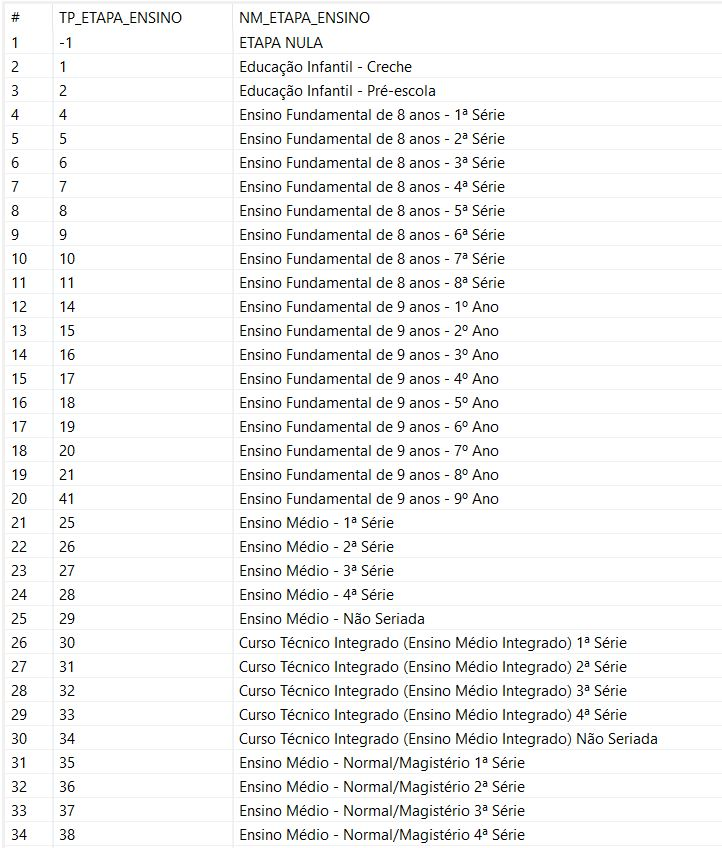 # TP_ETAPA_ENSINO NM_ETAPA_ENSINO
1 -1 ETAPA NULA
2 1 Educação Infantil - Creche
3 2 Educação Infantil - Pré-escola
4 4 Ensino Fundamental de 8 anos - 1ª Série
5 5 Ensino Fundamental de 8 anos - 2ª Série
6 6 Ensino Fundamental de 8 anos - 3ª Série
7 7 Ensino Fundamental de 8 anos - 4ª Série
8 8 Ensino Fundamental de 8 anos - 5ª Série
9 9 Ensino Fundamental de 8 anos - 6ª Série
10 10 Ensino Fundamental de 8 anos - 7ª Série
11 11 Ensino Fundamental de 8 anos - 8ª Série
12 14 Ensino Fundamental de 9 anos - 1º Ano
13 15 Ensino Fundamental de 9 anos - 2º Ano
14 16 Ensino Fundamental de 9 anos - 3º Ano
15 17 Ensino Fundamental de 9 anos - 4º Ano
16 18 Ensino Fundamental de 9 anos - 5º Ano
17 19 Ensino Fundamental de 9 anos - 6º Ano
18 20 Ensino Fundamental de 9 anos - 7º Ano
19 21 Ensino Fundamental de 9 anos - 8º Ano
20 41 Ensino Fundamental de 9 anos - 9º Ano
21 25 Ensino Médio - 1ª Série
22 26 Ensino Médio - 2ª Série
23 27 Ensino Médio - 3ª Série
24 28 Ensino Médio - 4ª Série
25 29 Ensino Médio - Não Seriada
26 30 Curso Técnico Integrado (Ensino Médio Integrado) 1ª Série
27 31 Curso Técnico Integrado (Ensino Médio Integrado) 2ª Série
28 32 Curso Técnico Integrado (Ensino Médio Integrado) 3ª Série
29 33 Curso Técnico Integrado (Ensino Médio Integrado) 4ª Série
30 34 Curso Técnico Integrado (Ensino Médio Integrado) Não Seriada
31 35 Ensino Médio - Normal/Magistério 1ª Série
32 36 Ensino Médio - Normal/Magistério 2ª Série
33 37 Ensino Médio - Normal/Magistério 3ª Série
34 38 Ensino Médio - Normal/Magistério 4ª Série